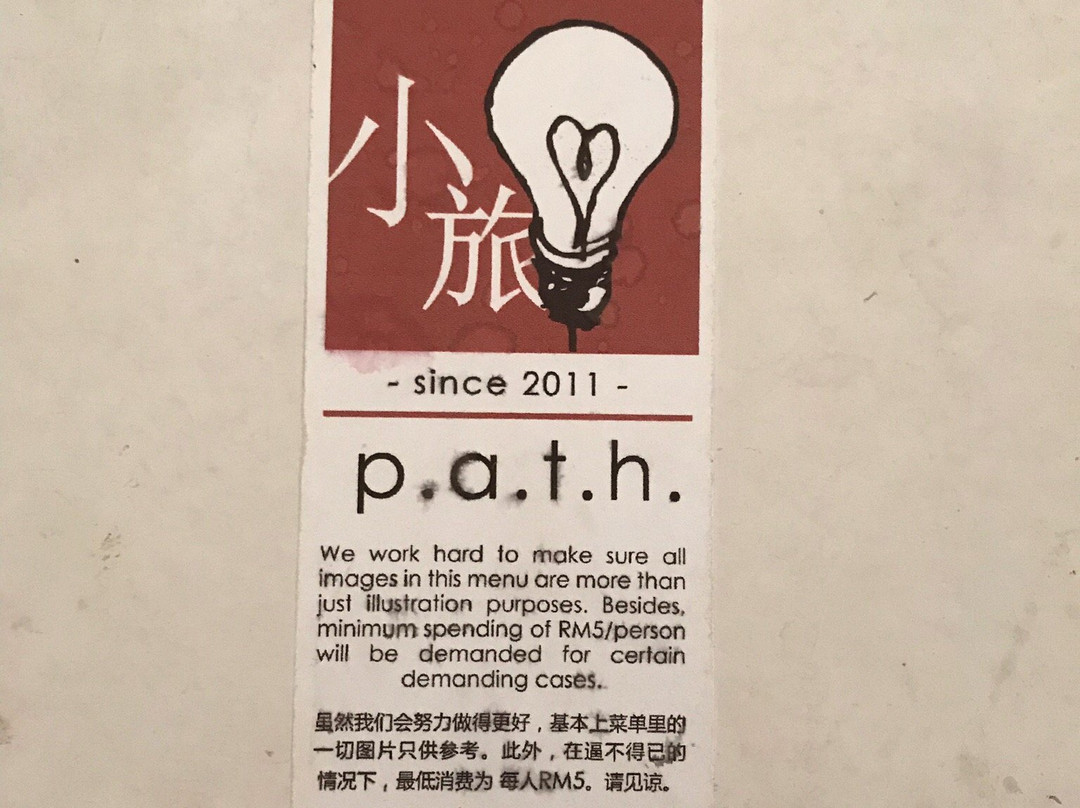 小旅
- since 2011 -
p.a.t.h.
We work hard to make sure all
images in this menu are more than
just illustration purposes. Besides,
minimum spending of RM5/person
will be demanded for certain
demanding cases.
虽然我们会努力做得更好，基本上菜单里的
一切图片只供参考。此外，在逼不得已的
情况下，最低消费为 每人RM5。请见谅。